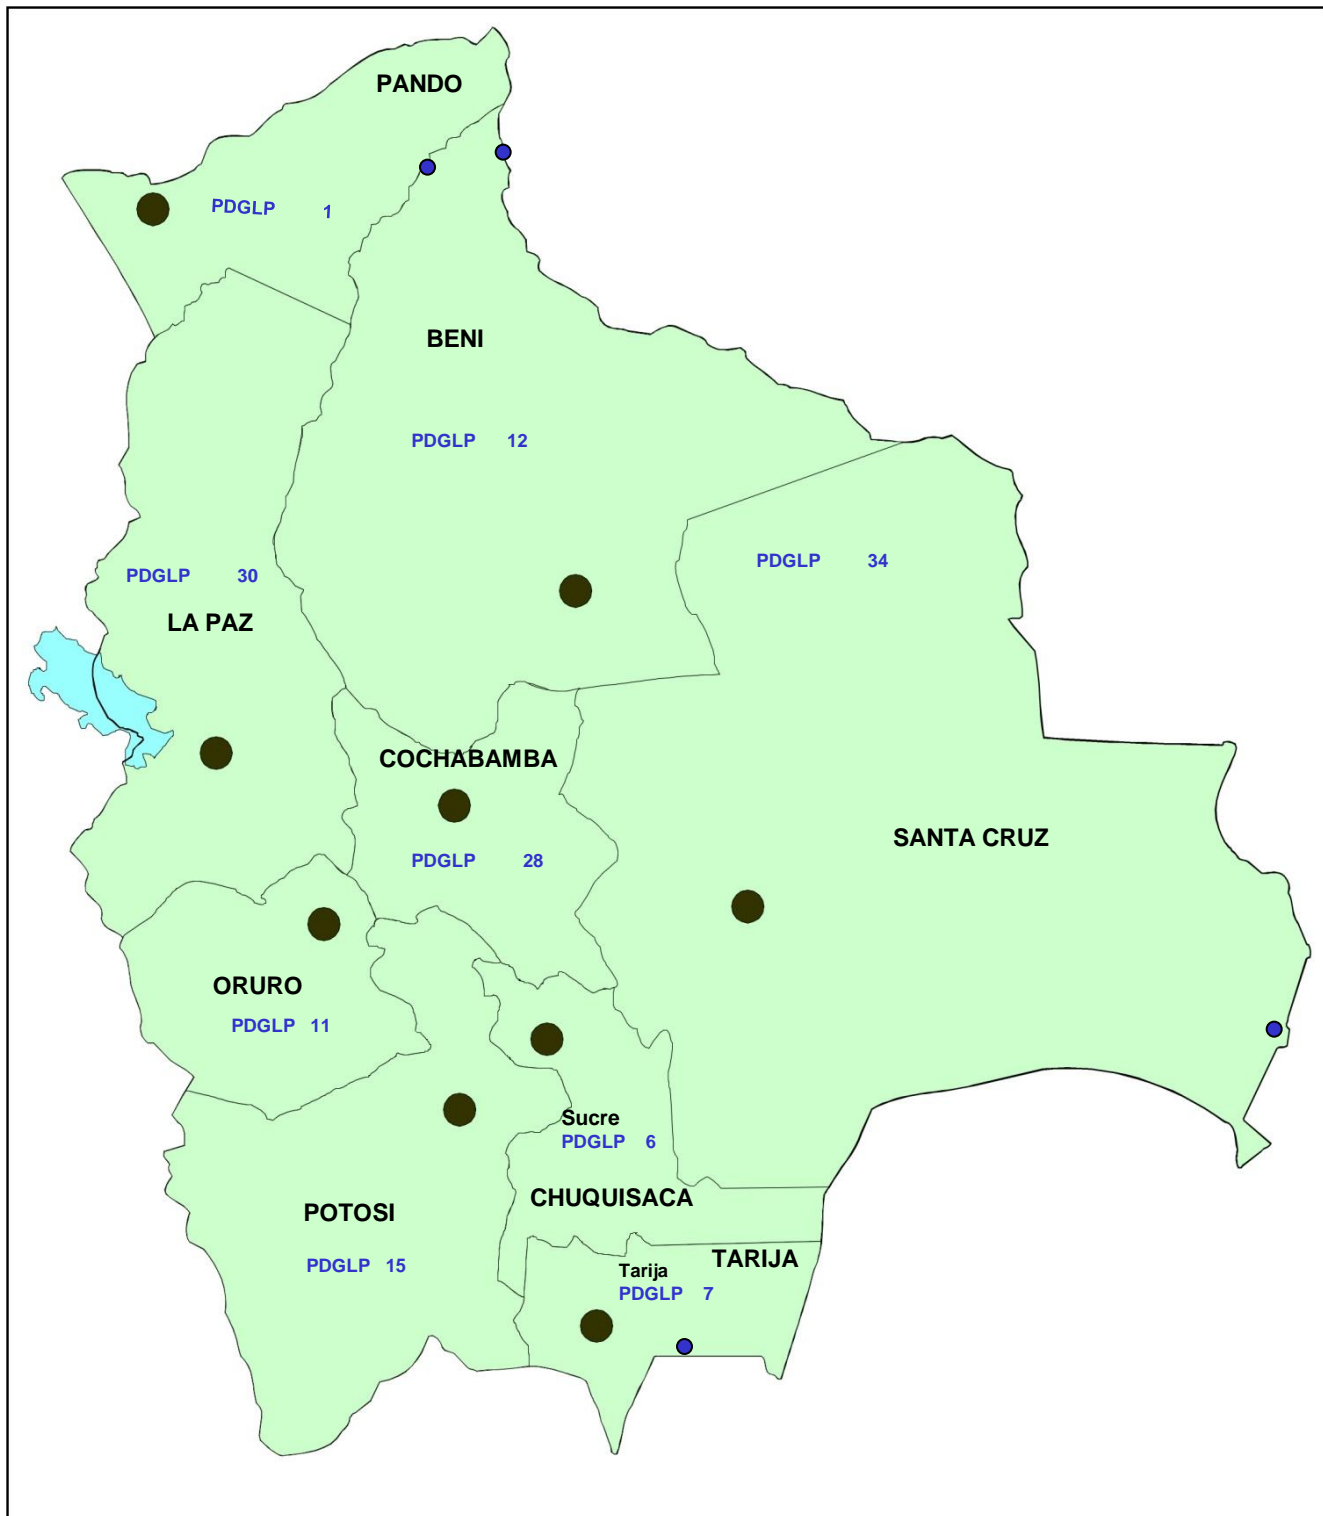 PANDO
PDGLP 1
BENI
PDGLP 12
PDGLP 34
PDGLP 30
LA PAZ
COCHABAMBA
SANTA CRUZ
PDGLP 28
ORURO
PDGLP 11
Sucre
PDGLP 6
CHUQUISACA
POTOSI
TARIJA
PDGLP 15
Tarija
PDGLP 7